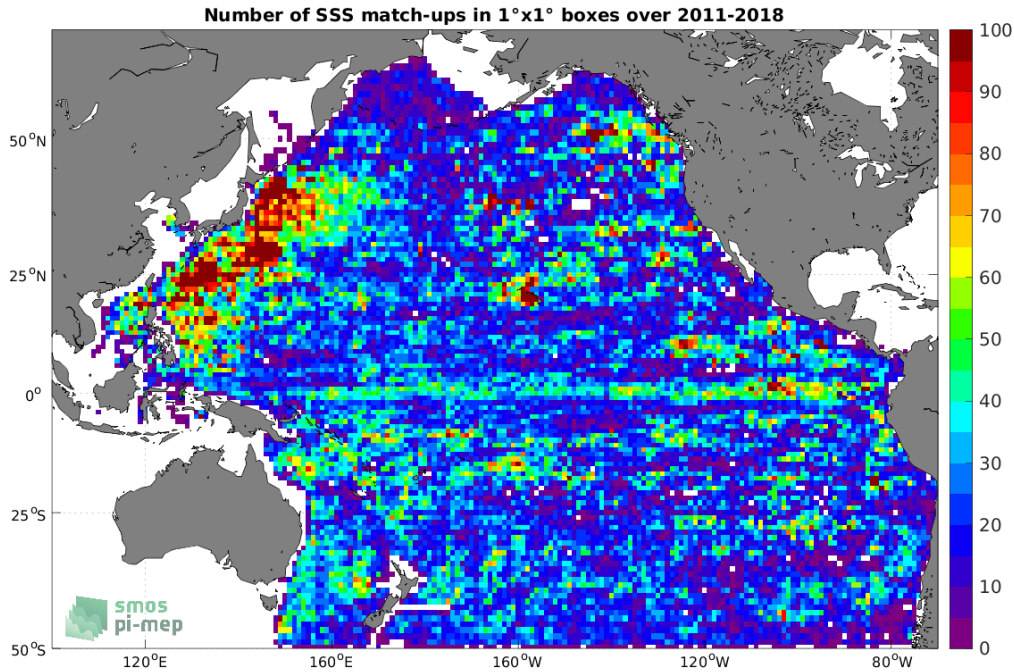 Number of SSS match-ups in 1°x1° boxes over 2011-2018
100
90
80
70
60
50
40
30
20
10
0
50°N
25°N
0°
25°S
50°S
120°E
160°E
160°W
120°W
80°W
smos
pi-mep